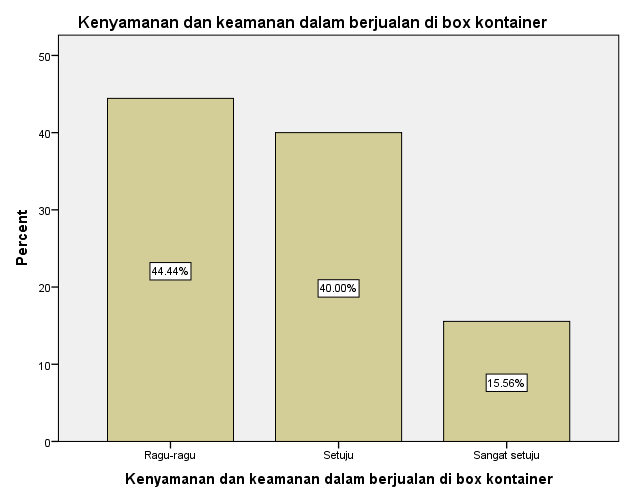 Kenyamanan dan keamanan dalam berjualan di box kontainer
50
40
30
20
10
0
Percent
44.44%
40.00%
15.56%
Ragu-ragu
Setuju
Sangat setuju
Kenyamanan dan keamanan dalam berjualan di box kontainer